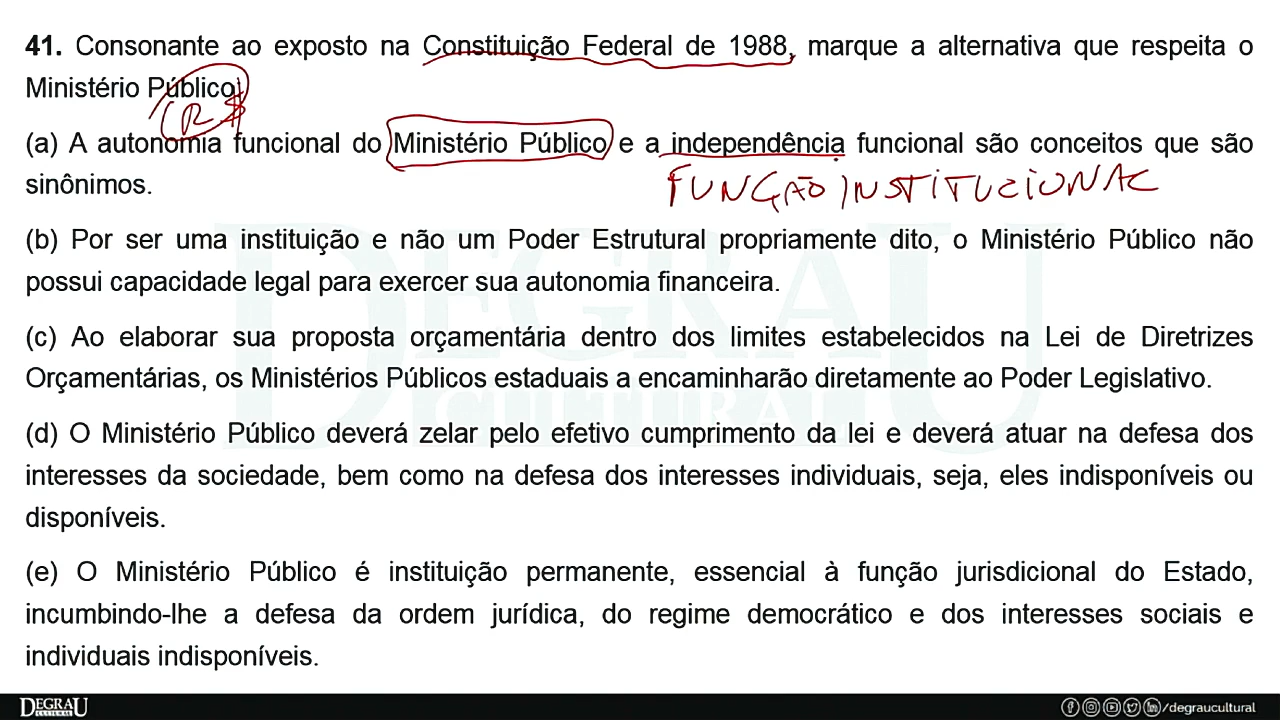 41. Consonante ao exposto na Constituição Federal de 1988, marque a alternativa que respeita o
Ministério Público
(R$
(a) A autonomia funcional do Ministério Público e a independência funcional são conceitos que são
sinônimos.
FUNÇÃO INSTITUCIONAL
(b) Por ser uma instituição e não um Poder Estrutural propriamente dito, o Ministério Público não
possui capacidade legal para exercer sua autonomia financeira.
(c) Ao elaborar sua proposta orçamentária dentro dos limites estabelecidos na Lei de Diretrizes
Orçamentárias, os Ministérios Públicos estaduais a encaminharão diretamente ao Poder Legislativo.
(d) O Ministério Público deverá zelar pelo efetivo cumprimento da lei e deverá atuar na defesa dos
interesses da sociedade, bem como na defesa dos interesses individuais, seja, eles indisponíveis ou
disponíveis.
(e) O Ministério Público é instituição permanente, essencial à função jurisdicional do Estado,
incumbindo-lhe a defesa da ordem jurídica, do regime democrático e dos interesses sociais e
individuais indisponíveis.
DEGRAU
CULTURAL
DEGRAU
CULTURAL
/degraucultural